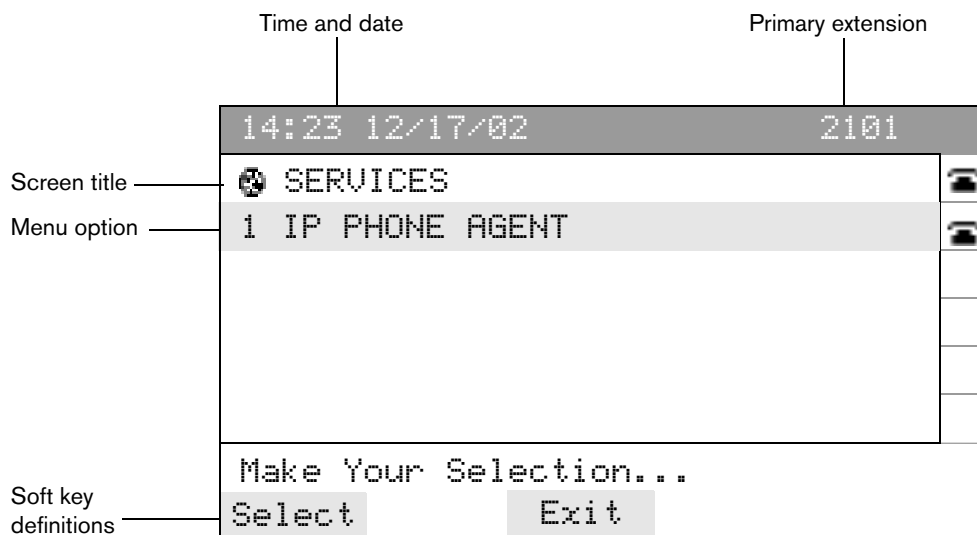 Time and date
Primary extension
14:23 12/17/02 2101
Screen title
SERVICES
Menu option
1 IP PHONE AGENT
Make Your Selection...
Soft key
definitions
Select Exit